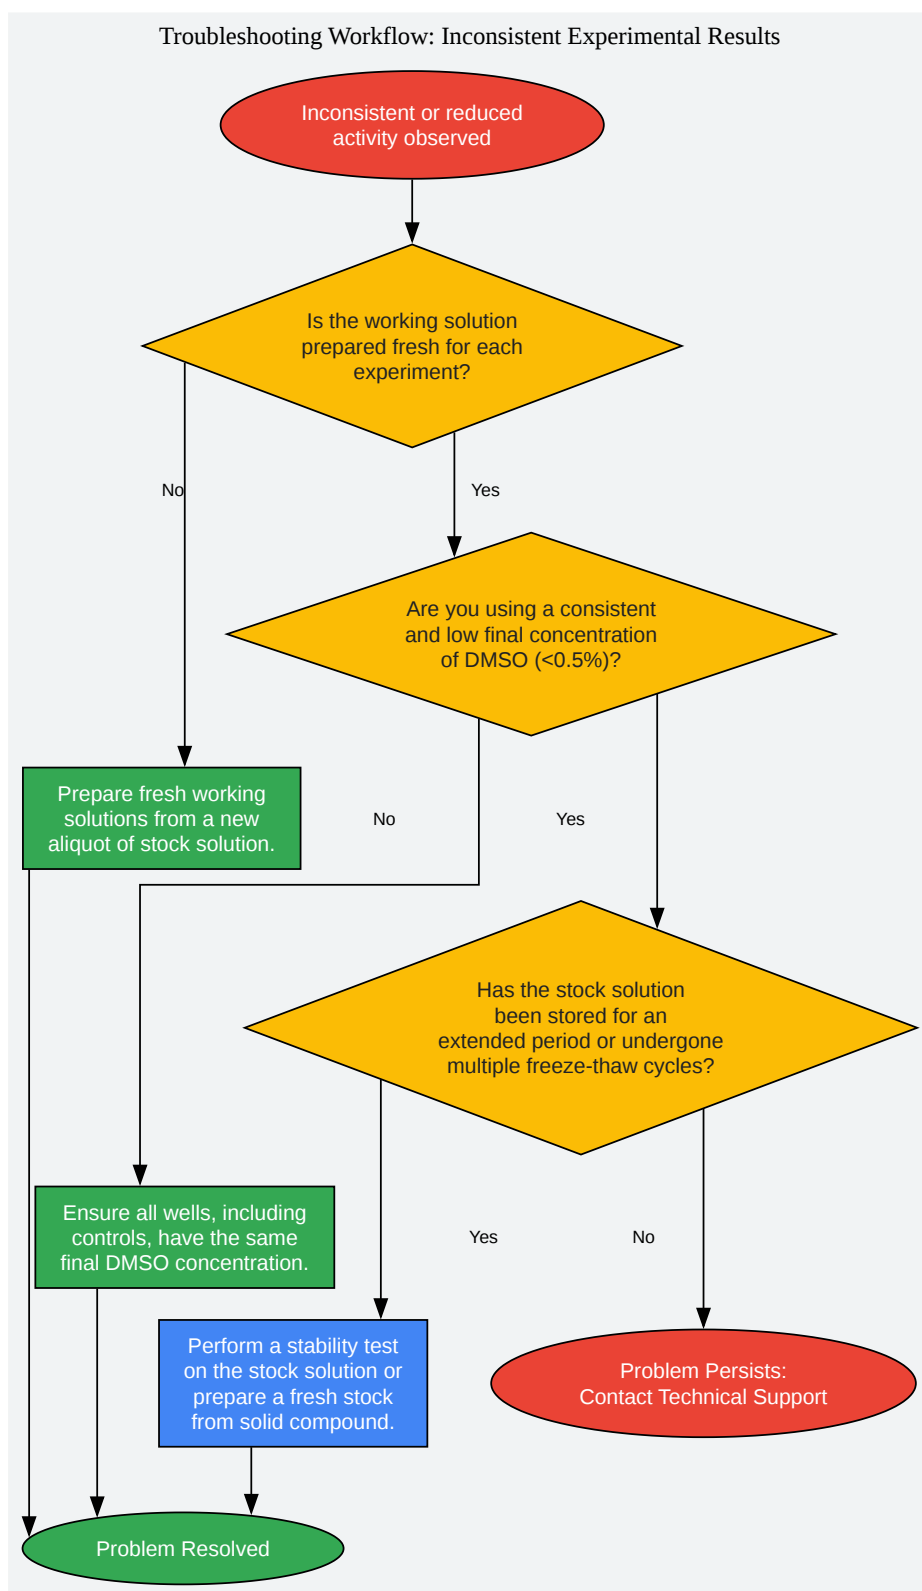 Troubleshooting Workflow: Inconsistent Experimental Results
Inconsistent or reduced
activity observed
Is the working solution
prepared fresh for each
experiment?
No
Yes
Are you using a consistent
and low final concentration
of DMSO (<0.5%)?
Prepare fresh working
solutions from a new
aliquot of stock solution.
No
Yes
Has the stock solution
been stored for an
extended period or undergone
multiple freeze-thaw cycles?
Ensure all wells, including
controls, have the same
final DMSO concentration.
Yes
No
Perform a stability test
on the stock solution or
prepare a fresh stock
from solid compound.
Problem Persists:
Contact Technical Support
Problem Resolved